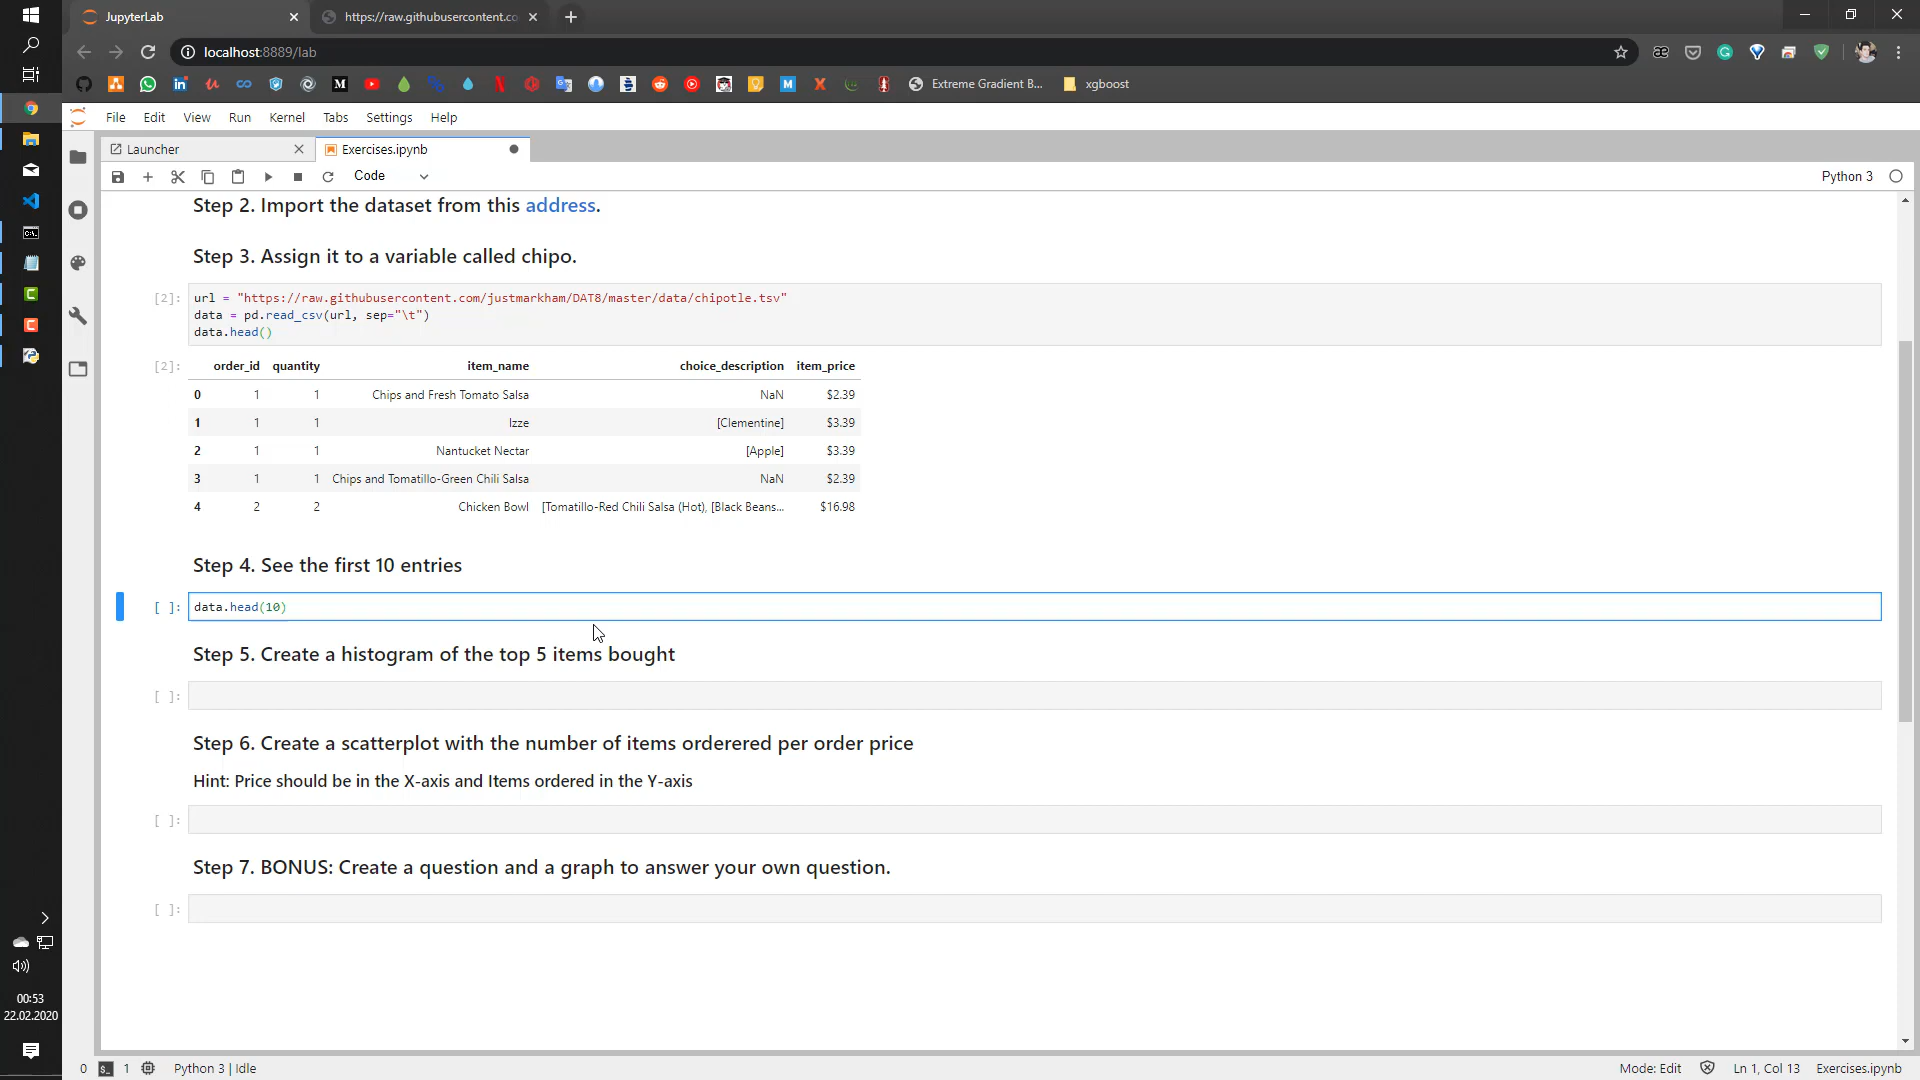 JupyterLab
https://raw.githubusercontent.co
localhost:8889/lab
Extreme Gradient B...
xgboost
File Edit View Run Kernel Tabs Settings Help
Launcher
Exercises.ipynb
Code
Python 3
Step 2. Import the dataset from this address.
Step 3. Assign it to a variable called chipo.
[2]: url = "https://raw.githubusercontent.com/justmarkham/DAT8/master/data/chipotle.tsv"
data = pd.read_csv(url, sep="\t")
data.head()
[2]: order_id quantity item_name choice_description item_price
0 1 1 Chips and Fresh Tomato Salsa NaN $2.39
1 1 1 Izze [Clementine] $3.39
2 1 1 Nantucket Nectar [Apple] $3.39
3 1 1 Chips and Tomatillo-Green Chili Salsa NaN $2.39
4 2 2 Chicken Bowl [Tomatillo-Red Chili Salsa (Hot), [Black Beans... $16.98
Step 4. See the first 10 entries
[ ]: data.head(10)
Step 5. Create a histogram of the top 5 items bought
[ ]:
Step 6. Create a scatterplot with the number of items orderered per order price
Hint: Price should be in the X-axis and Items ordered in the Y-axis
[ ]:
Step 7. BONUS: Create a question and a graph to answer your own question.
[ ]:
00:53
22.02.2020
0 1 Python 3 | Idle
Mode: Edit
Ln 1, Col 13
Exercises.ipynb